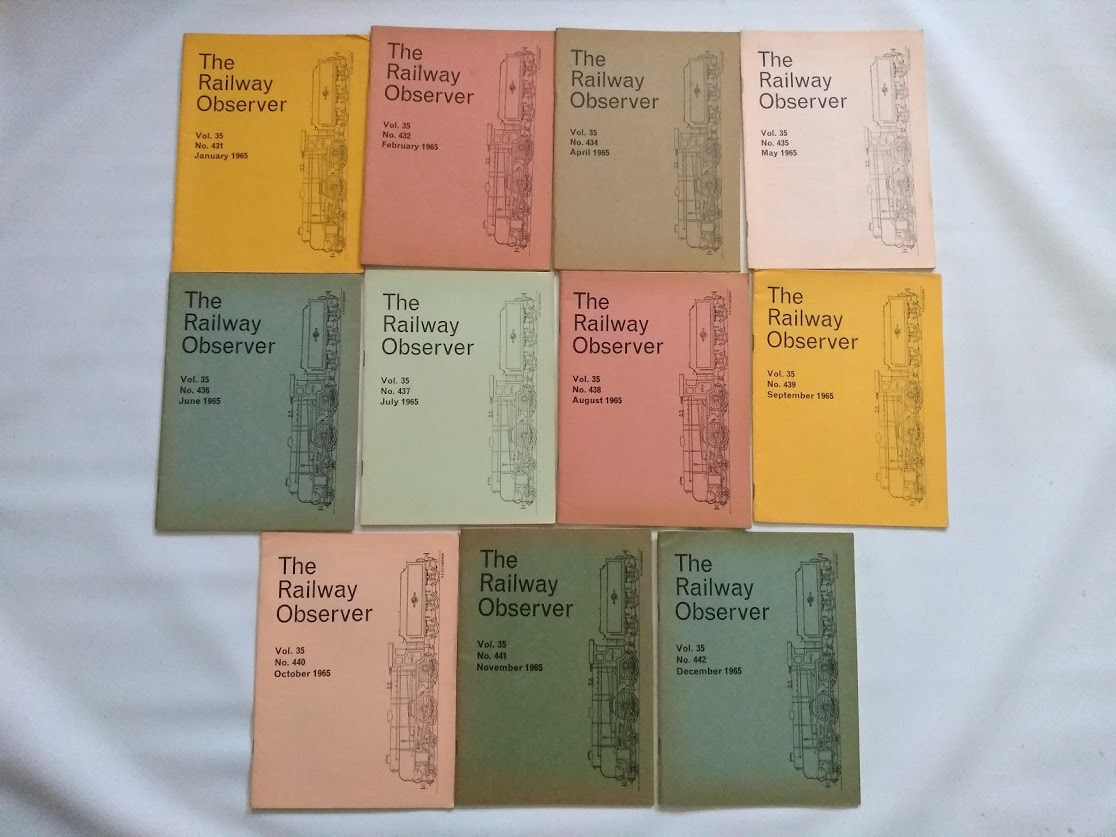 The
Railway
Observer
Vol. 35
No. 431
January 1965
The
Railway
Observer
Vol. 35
No. 432
February 1965
The
Railway
Observer
Vol. 35
No. 434
April 1965
The
Railway
Observer
Vol. 35
No. 435
May 1965
The
Railway
Observer
Vol. 35
No. 436
June 1965
The
Railway
Observer
Vol. 35
No. 437
July 1965
The
Railway
Observer
Vol. 35
No. 438
August 1965
The
Railway
Observer
Vol. 35
No. 439
September 1965
The
Railway
Observer
Vol. 35
No. 440
October 1965
The
Railway
Observer
Vol. 35
No. 441
November 1965
The
Railway
Observer
Vol. 35
No. 442
December 1965